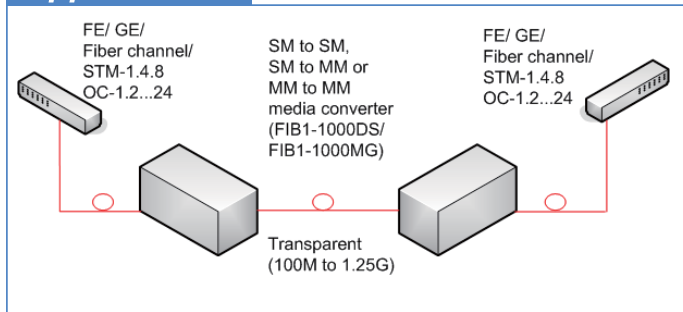 FE/ GE/
Fiber channel/
STM-1.4.8
OC-1.2...24
SM to SM,
SM to MM or
MM to MM
media converter
(FIB1-1000DS/
FIB1-1000MG)
FE/ GE/
Fiber channel/
STM-1.4.8
OC-1.2...24
Transparent
(100M to 1.25G)